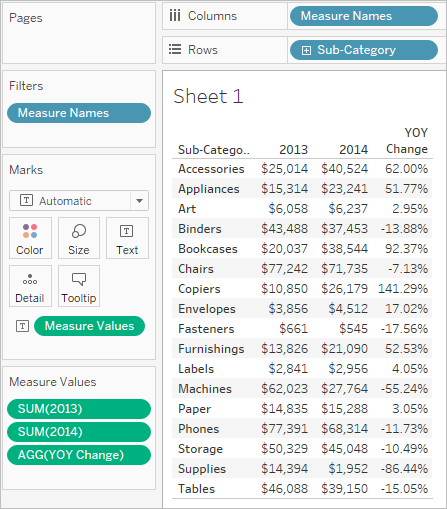 Pages
Columns
Measure Names
Rows
Sub-Category
Filters
Measure Names
Marks
Automatic
Color Size Text
Detail Tooltip
Measure Values
Measure Values
SUM(2013)
SUM(2014)
AGG(YOY Change)
Sheet 1
YOY
Sub-Catego.. 2013 2014 Change
Accessories $25,014 $40,524 62.00%
Appliances $15,314 $23,241 51.77%
Art $6,058 $6,237 2.95%
Binders $43,488 $37,453 -13.88%
Bookcases $20,037 $38,544 92.37%
Chairs $77,242 $71,735 -7.13%
Copiers $10,850 $26,179 141.29%
Envelopes $3,856 $4,512 17.02%
Fasteners $661 $545 -17.56%
Furnishings $13,826 $21,090 52.53%
Labels $2,841 $2,956 4.05%
Machines $62,023 $27,764 -55.24%
Paper $14,835 $15,288 3.05%
Phones $77,391 $68,314 -11.73%
Storage $50,329 $45,048 -10.49%
Supplies $14,394 $1,952 -86.44%
Tables $46,088 $39,150 -15.05%